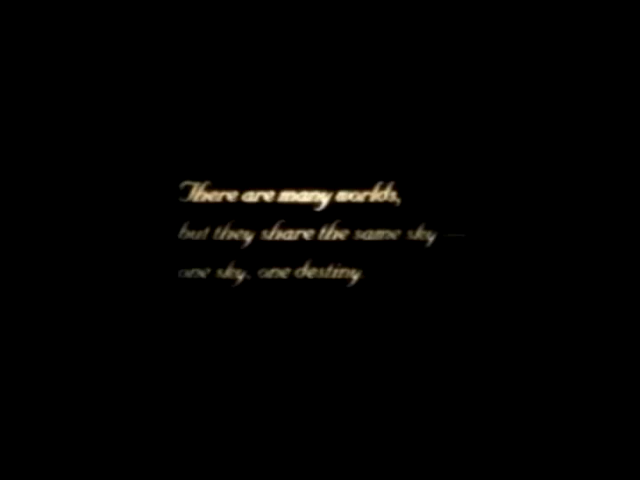 There are many worlds,
but they share the same sky —
one sky, one destiny